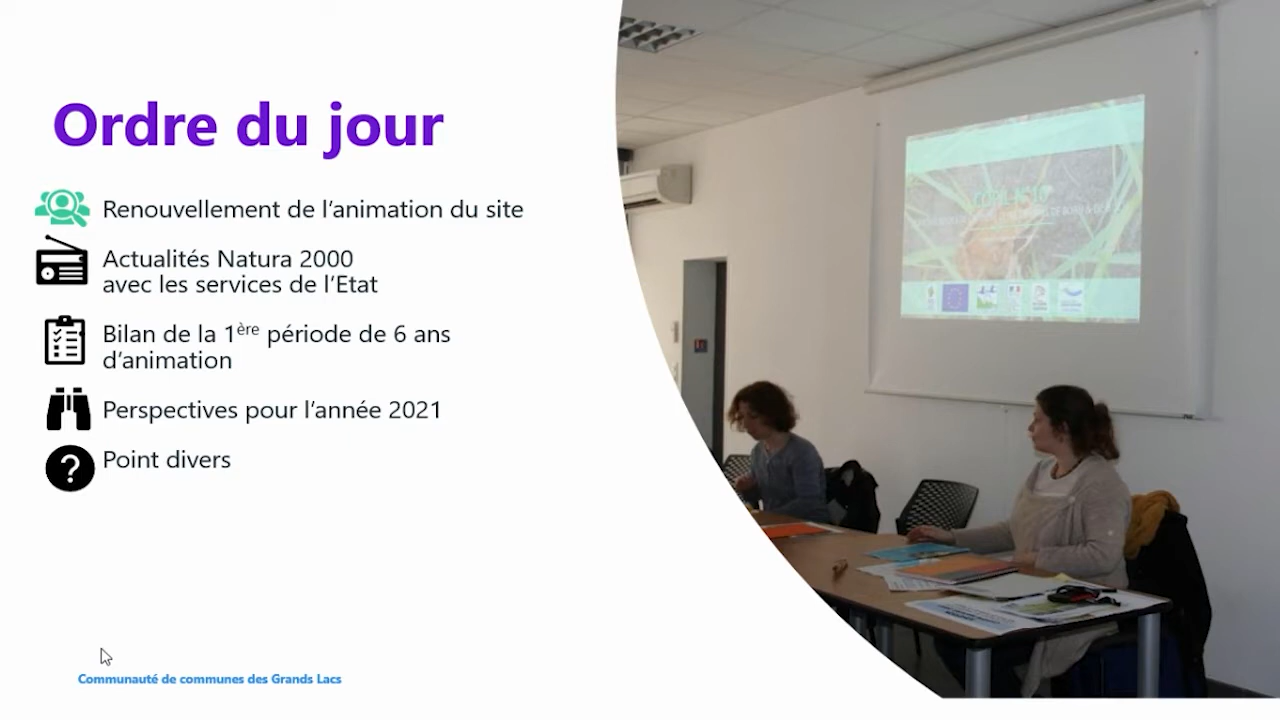 Ordre du jour
Renouvellement de l’animation du site
Actualités Natura 2000
avec les services de l’Etat
Bilan de la 1ère période de 6 ans
d’animation
Perspectives pour l’année 2021
Point divers
Communauté de communes des Grands Lacs